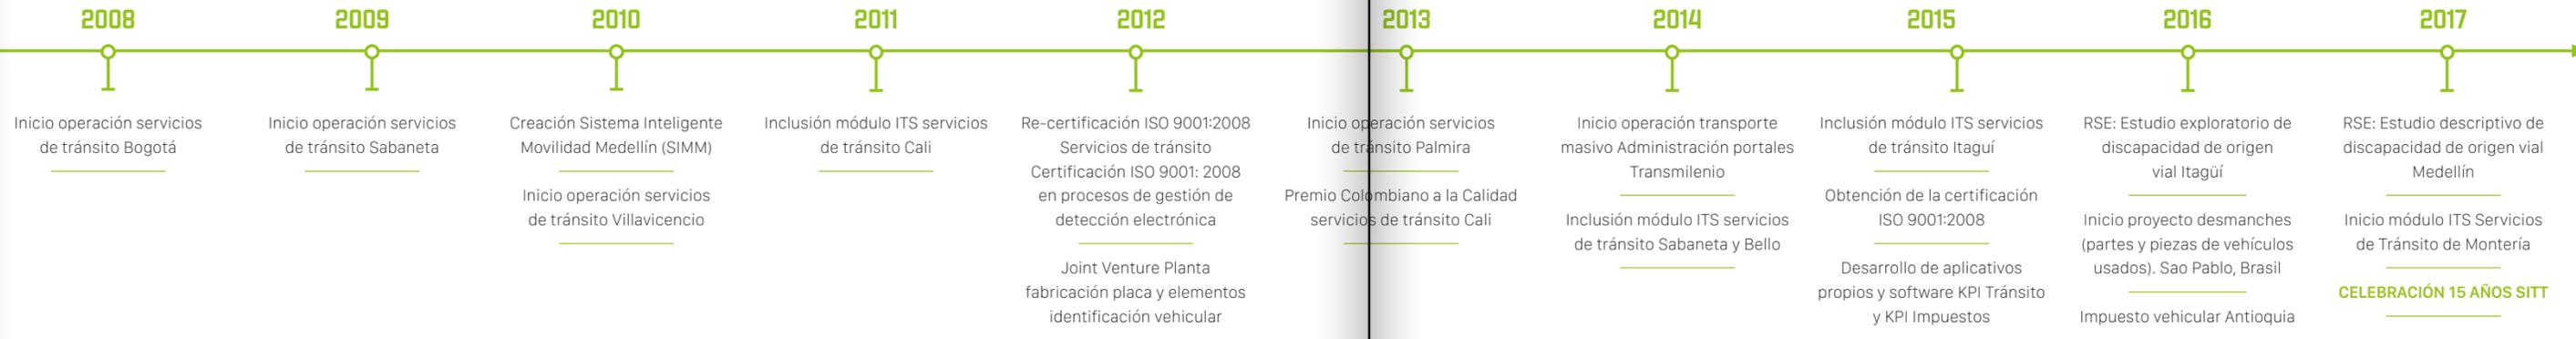 2008
Inicio operación servicios
de tránsito Bogotá
2009
Inicio operación servicios
de tránsito Sabaneta
2010
Creación Sistema Inteligente
Movilidad Medellín (SIMM)
Inicio operación servicios
de tránsito Villavicencio
2011
Inclusión módulo ITS servicios
de tránsito Cali
2012
Re-certificación ISO 9001:2008
Servicios de tránsito
Certificación ISO 9001: 2008
en procesos de gestión de
detección electrónica
Joint Venture Planta
fabricación placa y elementos
identificación vehicular
2013
Inicio operación servicios
de tránsito Palmira
Premio Colombiano a la Calidad
servicios de tránsito Cali
2014
Inicio operación transporte
masivo Administración portales
Transmilenio
Inclusión módulo ITS servicios
de tránsito Sabaneta y Bello
2015
Inclusión módulo ITS servicios
de tránsito Itaguí
Obtención de la certificación
ISO 9001:2008
Desarrollo de aplicativos
propios y software KPI Tránsito
y KPI Impuestos
2016
RSE: Estudio exploratorio de
discapacidad de origen
vial Itagüí
Inicio proyecto desmanches
(partes y piezas de vehículos
usados). Sao Pablo, Brasil
Impuesto vehicular Antioquia
2017
RSE: Estudio descriptivo de
discapacidad de origen vial
Medellín
Inicio módulo ITS Servicios
de Tránsito de Montería
CELEBRACIÓN 15 AÑOS SITT